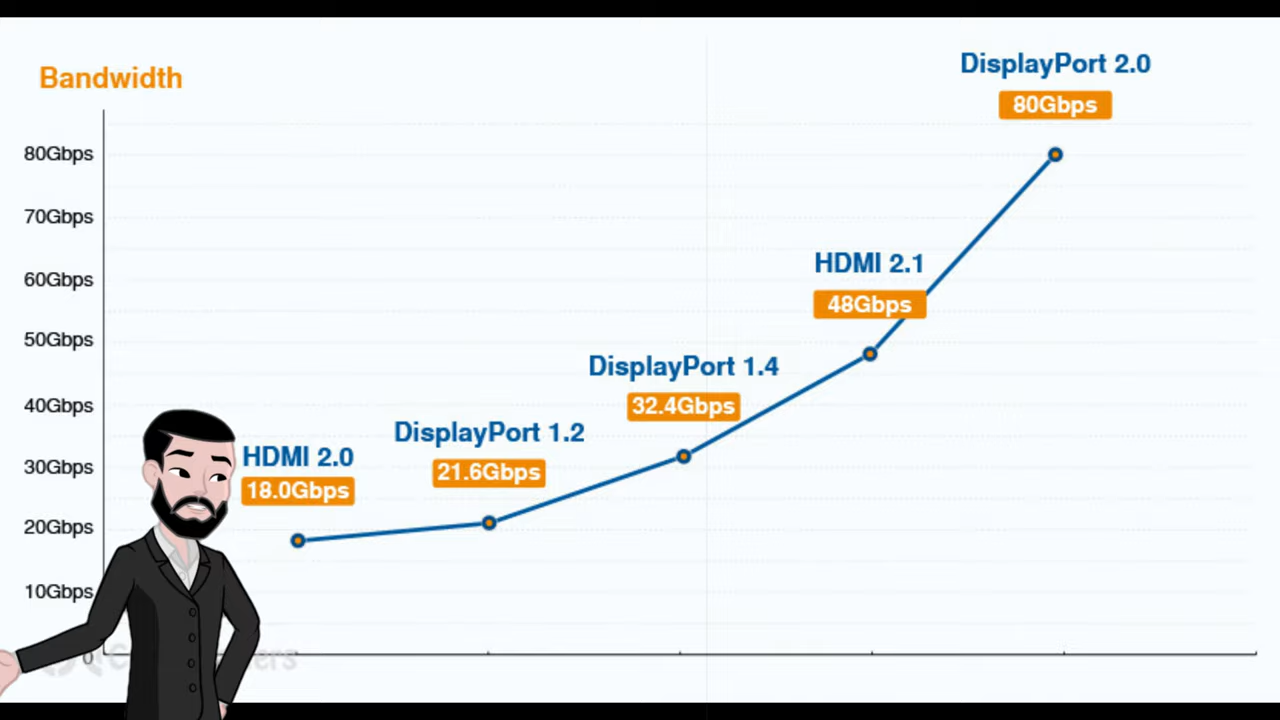 DisplayPort 2.0
Bandwidth
80Gbps
80Gbps
70Gbps
HDMI 2.1
60Gbps
48Gbps
50Gbps
DisplayPort 1.4
40Gbps
32.4Gbps
DisplayPort 1.2
HDMI 2.0
30Gbps
21.6Gbps
18.0Gbps
20Gbps
10Gbps
0